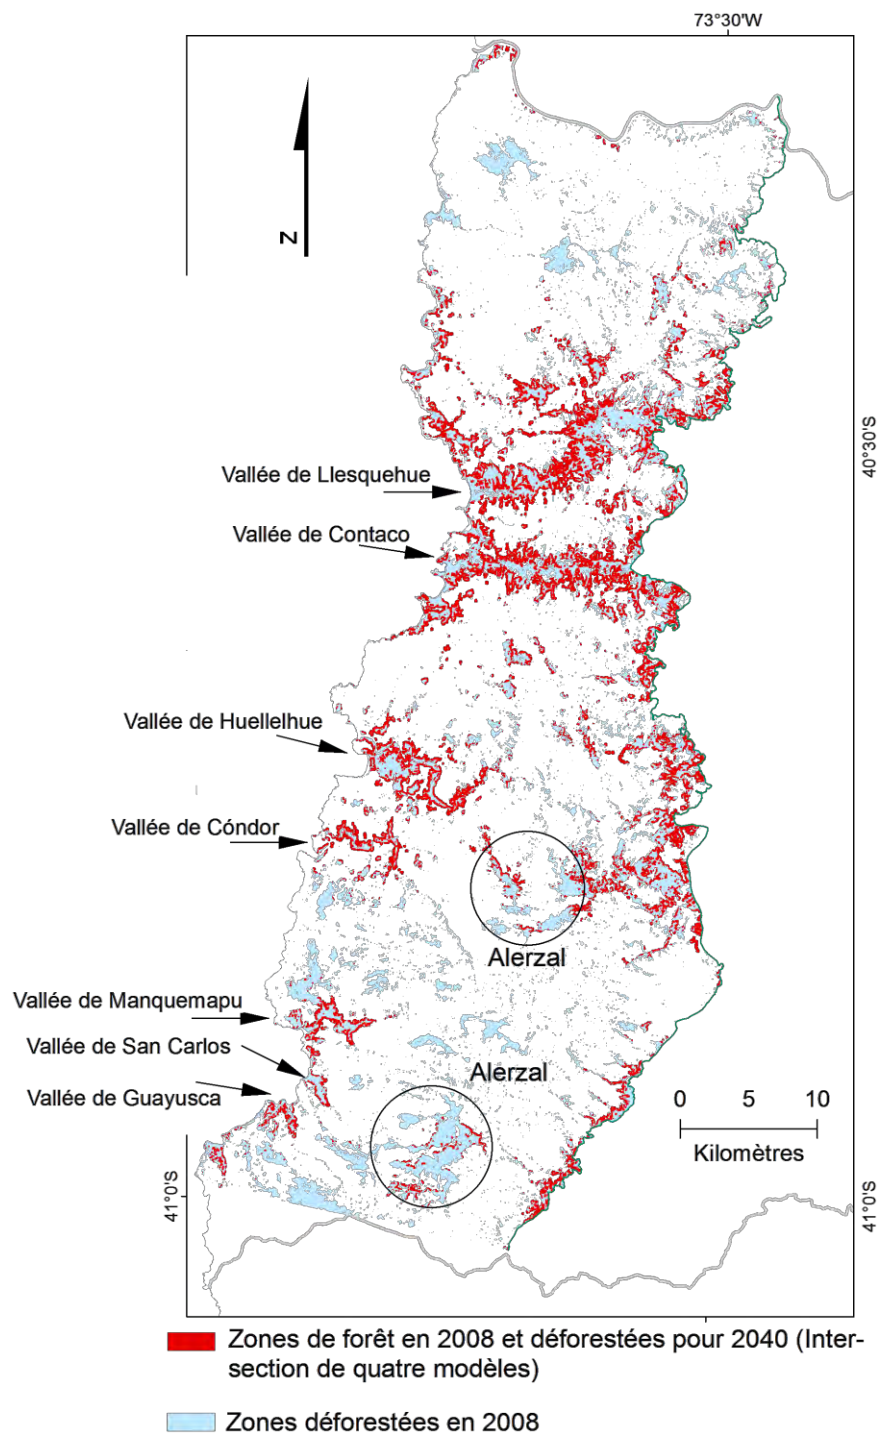 73°30'W
N
40°30'S
Vallée de Llesquehue
Vallée de Contaco
Vallée de Huellelhue
Vallée de Cóndor
Alerzal
Vallée de Manquemapu
Vallée de San Carlos
Alerzal
Vallée de Guayusca
0 5 10
Kilomètres
41°0'S
41°0'S
Zones de forêt en 2008 et déforestées pour 2040 (Inter-
section de quatre modèles)
Zones déforestées en 2008